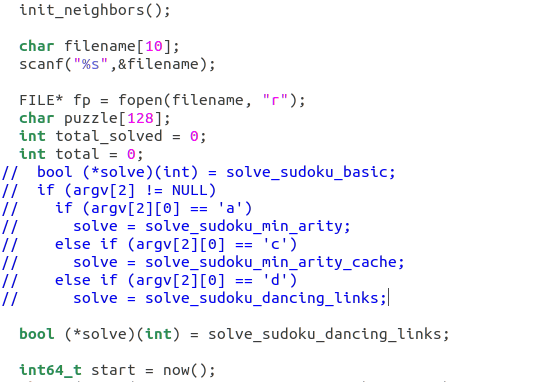 init_neighbors();
char filename[10];
scanf("%s",&filename);
FILE* fp = fopen(filename, "r");
char puzzle[128];
int total_solved = 0;
int total = 0;
//  bool (*solve)(int) = solve_sudoku_basic;
//  if (argv[2] != NULL)
//    if (argv[2][0] == 'a')
//      solve = solve_sudoku_min_arity;
//    else if (argv[2][0] == 'c')
//      solve = solve_sudoku_min_arity_cache;
//    else if (argv[2][0] == 'd')
//      solve = solve_sudoku_dancing_links;
bool (*solve)(int) = solve_sudoku_dancing_links;
int64_t start = now();